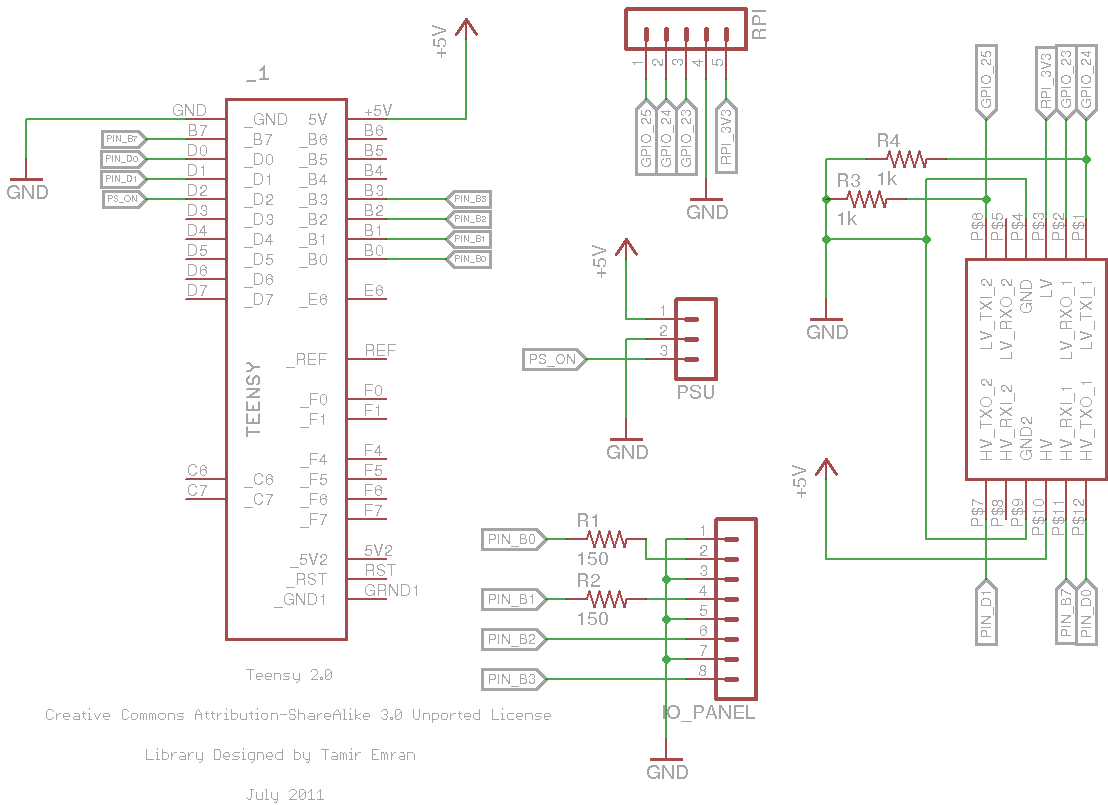 _1
GND
B7
D0
D1
D2
D3
D4
D5
D6
D7
C6
C7
PIN_B7
PIN_D0
PIN_D1
PS_ON
GND
_GND
_B7
_D0
_D1
_D2
_D3
_D4
_D5
_D6
_D7
_C6
_C7
TEENSY
5V
_B6
_B5
_B4
_B3
_B2
_B1
_B0
_E6
_REF
_F0
_F1
_F4
_F5
_F6
_F7
_5V2
_RST
_GND1
+5V
+5V
B6
B5
B4
B3
B2
B1
B0
E6
REF
F0
F1
F4
F5
F6
F7
5V2
RST
GRND1
PIN_B3
PIN_B2
PIN_B1
PIN_B0
Teensy 2.0
Creative Commons Attribution-ShareAlike 3.0 Unported License
Library Designed by Tamir Emran
July 2011
RPI
1
2
3
4
5
GPIO_25
GPIO_24
GPIO_23
RPI_3V3
GND
+5V
1
2
3
PS_ON
PSU
GND
PIN_B0
R1
150
PIN_B1
R2
150
PIN_B2
PIN_B3
1
2
3
4
5
6
7
8
IO_PANEL
GND
GPIO_25
RPI_3V3
GPIO_23
GPIO_24
R4
1k
R3
1k
GND
P$6
P$5
P$4
P$3
P$2
P$1
LV_TXI_2
LV_RXO_2
GND
LV
LV_RXO_1
LV_TXI_1
HV_TXO_2
HV_RXI_2
GND2
HV
HV_RXI_1
HV_TXO_1
P$7
P$8
P$9
P$10
P$11
P$12
+5V
PIN_D1
PIN_B7
PIN_D0